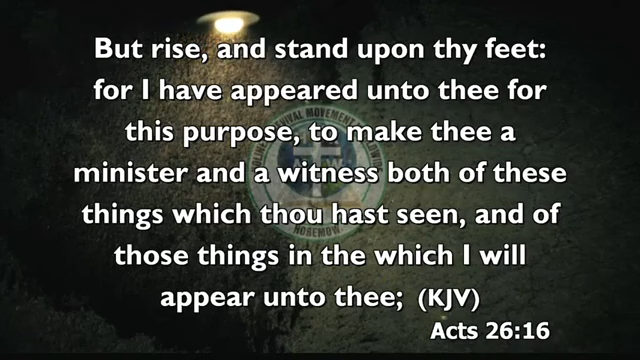 But rise, and stand upon thy feet:
for I have appeared unto thee for
this purpose, to make thee a
minister and a witness both of these
things which thou hast seen, and of
those things in the which I will
appear unto thee; (KJV)
Acts 26:16